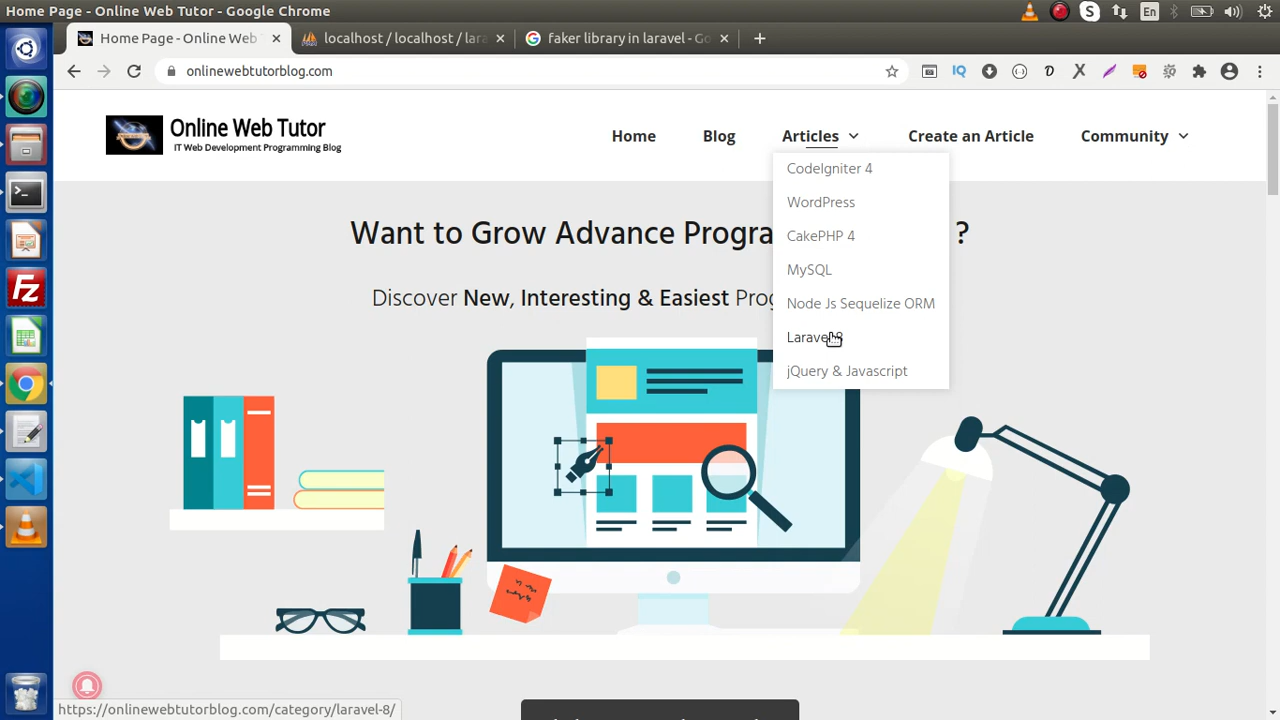 Home Page - Online Web Tutor - Google Chrome
En
Home Page - Online Web
localhost / localhost / lara
faker library in laravel - Go
onlinewebtutorblog.com
IQ
Online Web Tutor
IT Web Development Programming Blog
Home
Blog
Articles
Create an Article
Community
CodeIgniter 4
WordPress
CakePHP 4
MySQL
Node Js Sequelize ORM
Laravel 8
jQuery & Javascript
Want to Grow Advance Progra ?
Discover New, Interesting & Easiest Pro
https://onlinewebtutorblog.com/category/laravel-8/